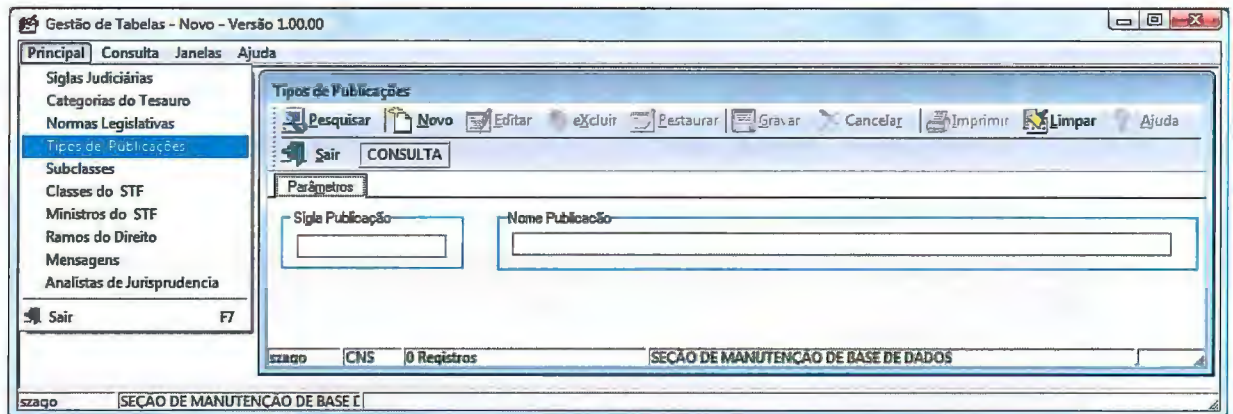 Gestão de Tabelas - Novo - Versão 1.00.00
Principal Consulta Janelas Ajuda
Siglas Judiciárias
Categorias do Tesauro
Normas Legislativas
Tipos de Publicações
Subclasses
Classes do STF
Ministros do STF
Ramos do Direito
Mensagens
Analistas de Jurisprudencia
Sair F7
Tipos de Publicações
Pesquisar Novo Editar eXcluir Restaurar Gravar Cancelar Imprimir Limpar Ajuda
Sair CONSULTA
Parâmetros
Sigla Publicação Nome Publicação
szago CNS 0 Registros SEÇÃO DE MANUTENÇÃO DE BASE DE DADOS
szago SEÇÃO DE MANUTENÇÃO DE BASE D